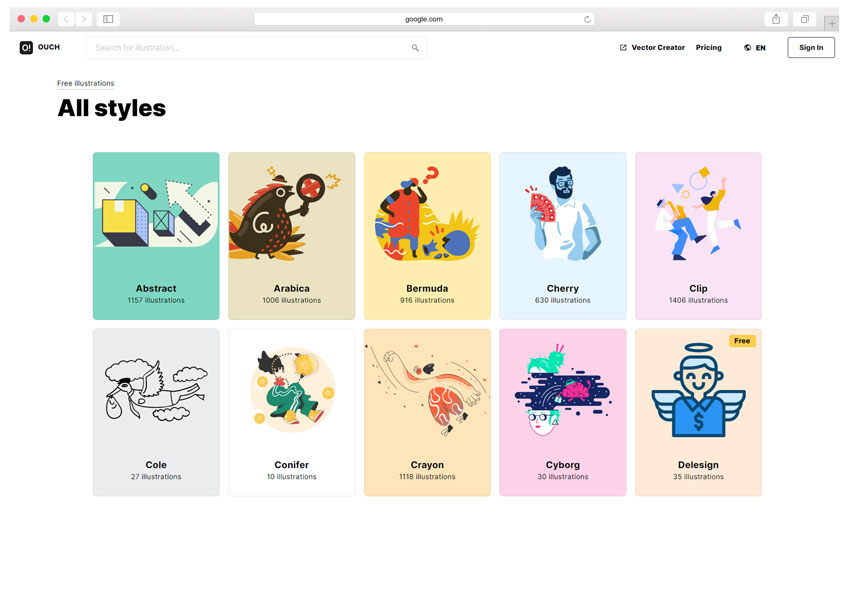 google.com
O! OUCH
Search for illustration...
Vector Creator Pricing EN Sign In
Free illustrations
All styles
Abstract
1157 illustrations
Arabica
1006 illustrations
Bermuda
916 illustrations
Cherry
630 illustrations
Clip
1406 illustrations
Cole
27 illustrations
Conifer
10 illustrations
Crayon
1118 illustrations
Cyborg
30 illustrations
Free
$
Delesign
35 illustrations